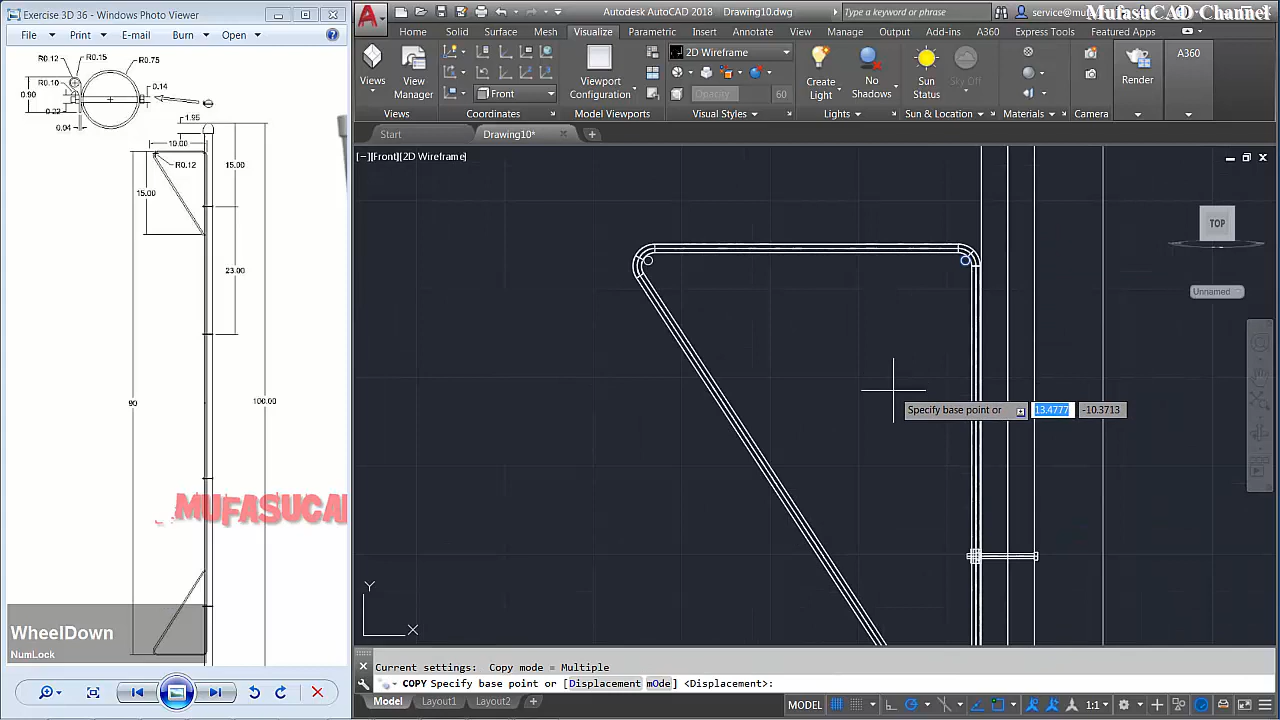 Exercise 3D 36 - Windows Photo Viewer
File
Print
E-mail
Burn
Open
R0.12
R0.15
R0.75
R0.10
0.14
0.90
0.22
0.04
1.95
10.00
R0.12
15.00
15.00
23.00
90
100.00
MUFASUCA
WheelDown
NumLock
Autodesk AutoCAD 2018
Drawing10.dwg
Type a keyword or phrase
MufasuCAD Channel
Home
Solid
Surface
Mesh
Visualize
Parametric
Insert
Annotate
View
Manage
Output
Add-ins
A360
Express Tools
Featured Apps
Views
View
Manager
Front
Viewport
Configuration
2D Wireframe
Opacity
60
Create
Light
No
Shadows
Sun
Status
Sky Off
Render
A360
Views
Coordinates
Visual Styles
Lights
Sun & Location
Materials
Camera
Start
Drawing10*
[−][Front][2D Wireframe]
TOP
Unnamed
Specify base point or
13.4777
-10.3713
Y
X
Current settings: Copy mode = Multiple
COPY Specify base point or [Displacement mOde] <Displacement>:
Model
Layout1
Layout2
MODEL
1:1